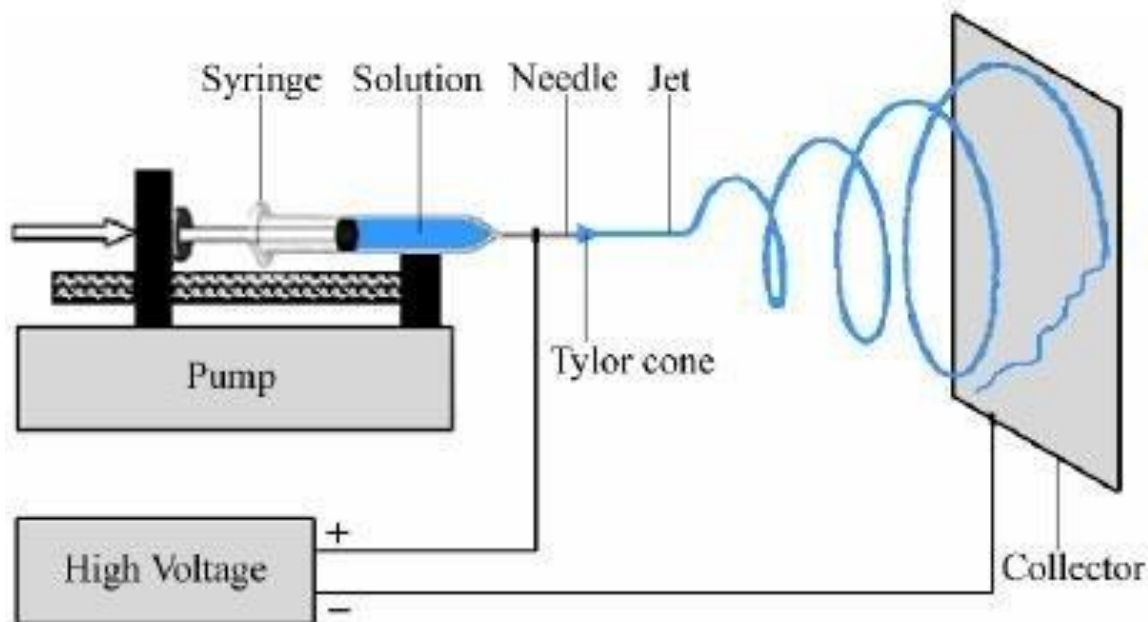 Syringe
Solution
Needle
Jet
Tylor cone
Pump
High Voltage
+
−
Collector